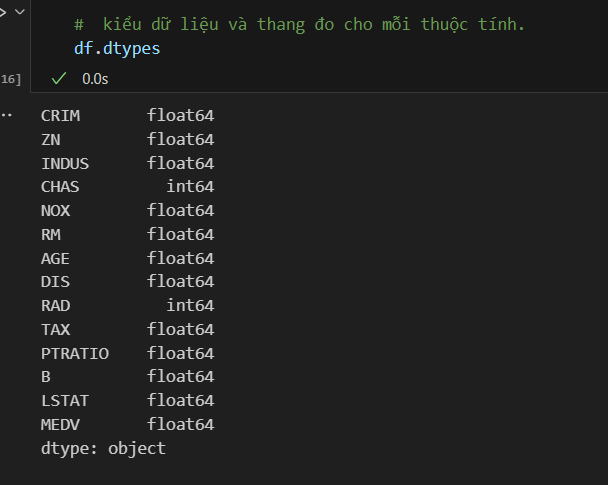 # kiểu dữ liệu và thang đo cho mỗi thuộc tính.
df.dtypes
16] 0.0s
CRIM float64
ZN float64
INDUS float64
CHAS int64
NOX float64
RM float64
AGE float64
DIS float64
RAD int64
TAX float64
PTRATIO float64
B float64
LSTAT float64
MEDV float64
dtype: object